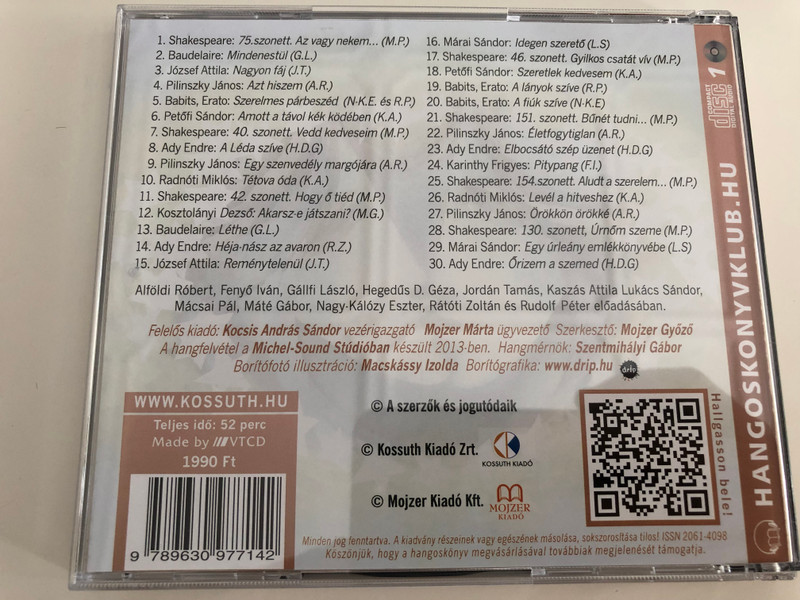 1. Shakespeare: 75.szonett. Az vagy nekem... (M.P.)
2. Baudelaire: Mindenestül (G.L.)
3. József Attila: Nagyon fáj (J.T.)
4. Pilinszky János: Azt hiszem (A.R.)
5. Babits, Erato: Szerelmes párbeszéd (N-K.E. és R.P.)
6. Petőfi Sándor: Amott a távol kék ködében (K.A.)
7. Shakespeare: 40. szonett. Vedd kedveseim (M.P.)
8. Ady Endre: A Léda szíve (H.D.G)
9. Pilinszky János: Egy szenvedély margójára (A.R.)
10. Radnóti Miklós: Tétova óda (K.A.)
11. Shakespeare: 42. szonett. Hogy ő tiéd (M.P.)
12. Kosztolányi Dezső: Akarsz-e játszani? (M.G.)
13. Baudelaire: Léthe (G.L.)
14. Ady Endre: Héja-nász az avaron (R.Z.)
15. József Attila: Reménytelenül (J.T.)
16. Márai Sándor: Idegen szerető (L.S)
17. Shakespeare: 46. szonett. Gyilkos csatát vív (M.P.)
18. Petőfi Sándor: Szeretlek kedvesem (K.A.)
19. Babits, Erato: A lányok szíve (R.P.)
20. Babits, Erato: A fiúk szíve (N-K.E)
21. Shakespeare: 151. szonett. Bűnét tudni... (M.P.)
22. Pilinszky János: Életfogytiglan (A.R.)
23. Ady Endre: Elbocsátó szép üzenet (H.D.G)
24. Karinthy Frigyes: Pitypang (F.I.)
25. Shakespeare: 154.szonett. Aludt a szerelem... (M.P.)
26. Radnóti Miklós: Levél a hitveshez (K.A.)
27. Pilinszky János: Örökkön örökké (A.R.)
28. Shakespeare: 130. szonett, Úrnőm szeme (M.P.)
29. Márai Sándor: Egy úrleány emlékkönyvébe (L.S)
30. Ady Endre: Őrizem a szemed (H.D.G)
Alföldi Róbert, Fenyő Iván, Gállfi László, Hegedűs D. Géza, Jordán Tamás, Kaszás Attila Lukács Sándor,
Mácsai Pál, Máté Gábor, Nagy-Kálózy Eszter, Rátóti Zoltán és Rudolf Péter előadásában.
Felelős kiadó: Kocsis András Sándor vezérigazgató Mojzer Márta ügyvezető Szerkesztő: Mojzer Győző
A hangfelvétel a Michel-Sound Stúdióban készült 2013-ben. Hangmérnök: Szentmihályi Gábor
Borítófotó illusztráció: Macskássy Izolda Borítógrafika: www.drip.hu
drip
WWW.KOSSUTH.HU
Teljes idő: 52 perc
Made by VTCD
1990 Ft
9 789630 977142
© A szerzők és jogutódaik
© Kossuth Kiadó Zrt.
KOSSUTH KIADÓ
© Mojzer Kiadó Kft.
MOJZER
KIADÓ
Hallgasson bele!
Minden jog fenntartva. A kiadvány részeinek vagy egészének másolása, sokszorosítása tilos! ISSN 2061-4098
Köszönjük, hogy a hangoskönyv megvásárlásával továbbiak megjelenését támogatja.
1
COMPACT
disc
DIGITAL AUDIO
HANGOSKONYVKLUB.HU